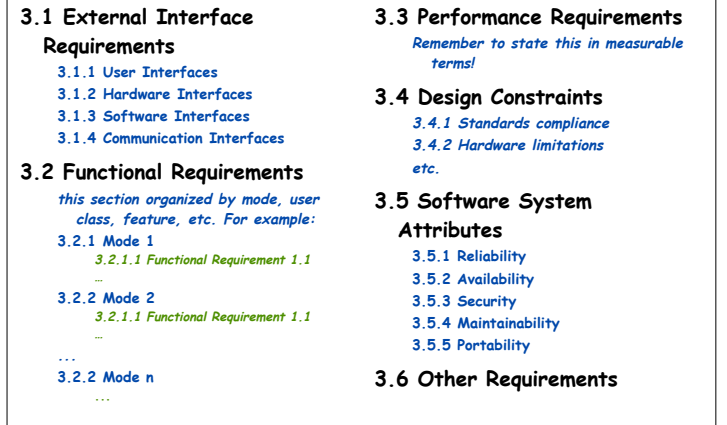 3.1 External Interface
Requirements
3.1.1 User Interfaces
3.1.2 Hardware Interfaces
3.1.3 Software Interfaces
3.1.4 Communication Interfaces
3.2 Functional Requirements
this section organized by mode, user
class, feature, etc. For example:
3.2.1 Mode 1
3.2.1.1 Functional Requirement 1.1
…
3.2.2 Mode 2
3.2.1.1 Functional Requirement 1.1
…
...
3.2.2 Mode n
...
3.3 Performance Requirements
Remember to state this in measurable
terms!
3.4 Design Constraints
3.4.1 Standards compliance
3.4.2 Hardware limitations
etc.
3.5 Software System
Attributes
3.5.1 Reliability
3.5.2 Availability
3.5.3 Security
3.5.4 Maintainability
3.5.5 Portability
3.6 Other Requirements